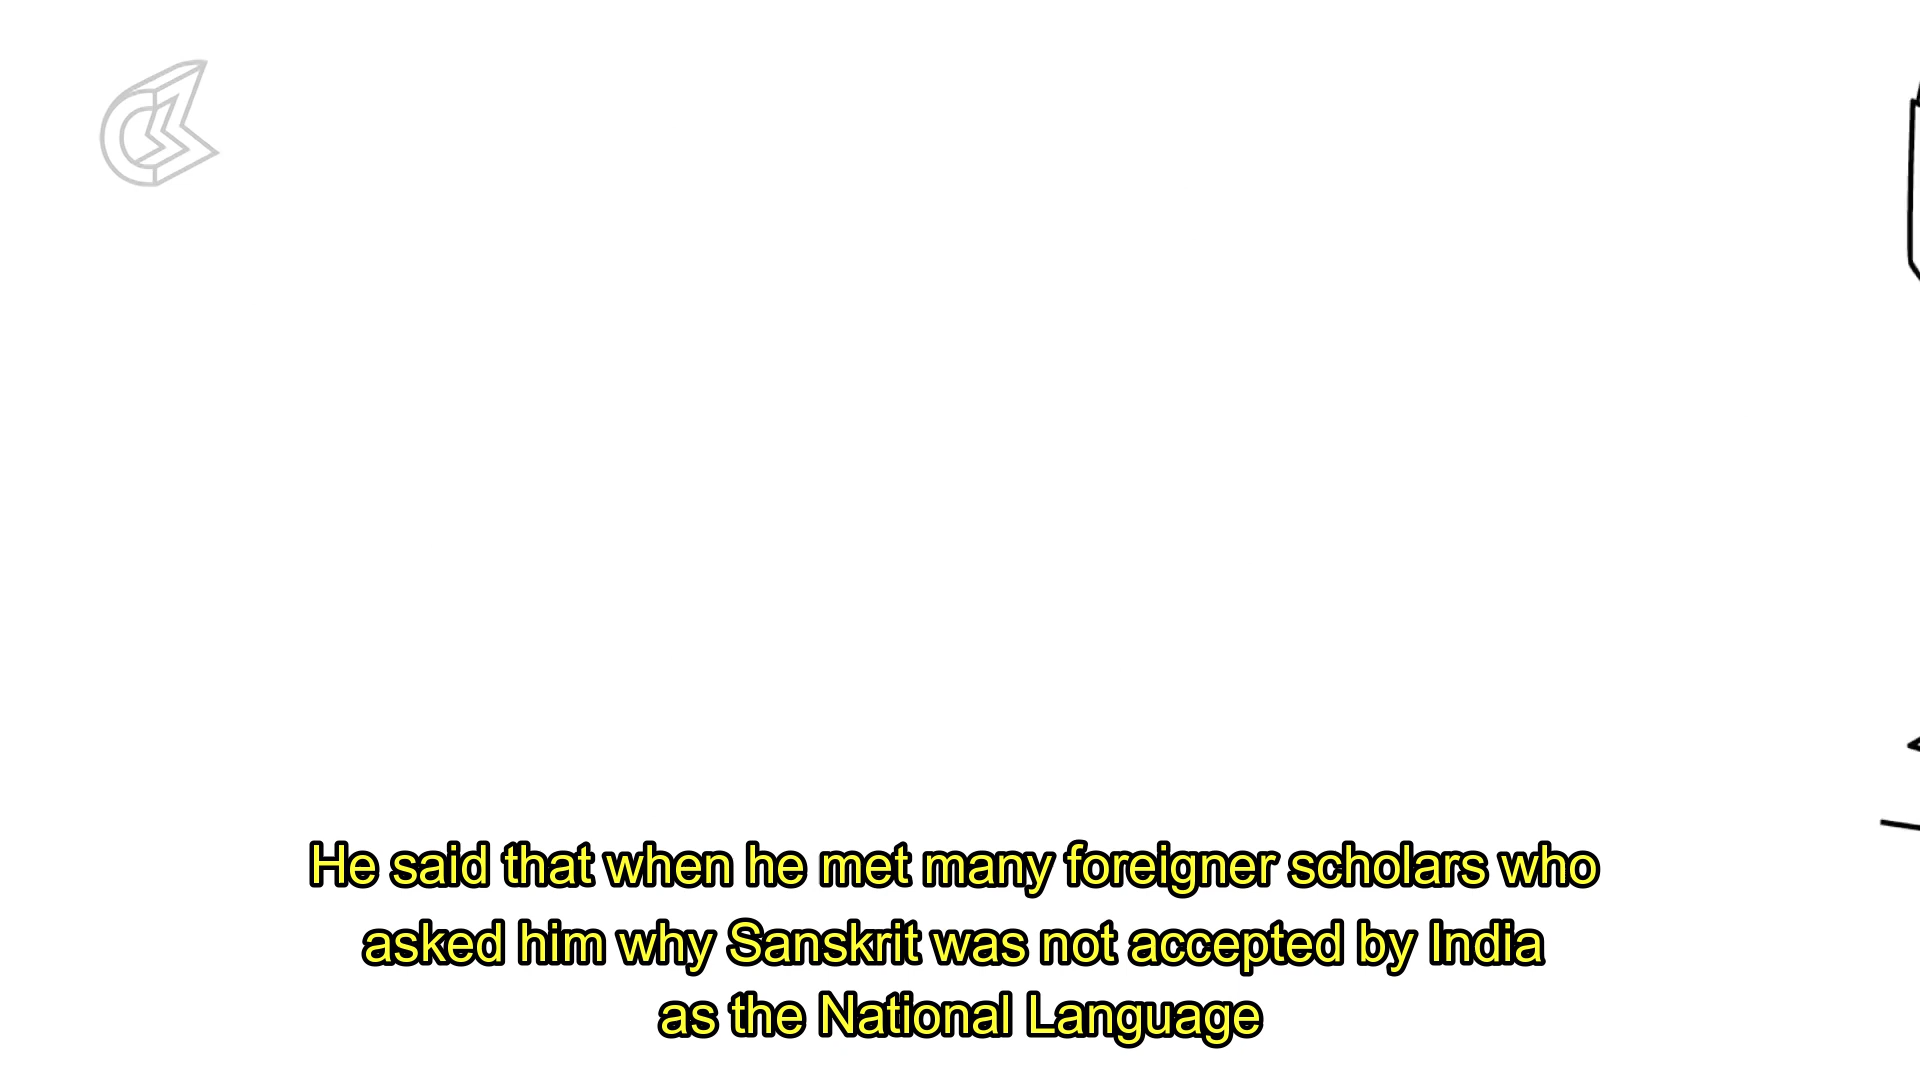 He said that when he met many foreigner scholars who
asked him why Sanskrit was not accepted by India
as the National Language